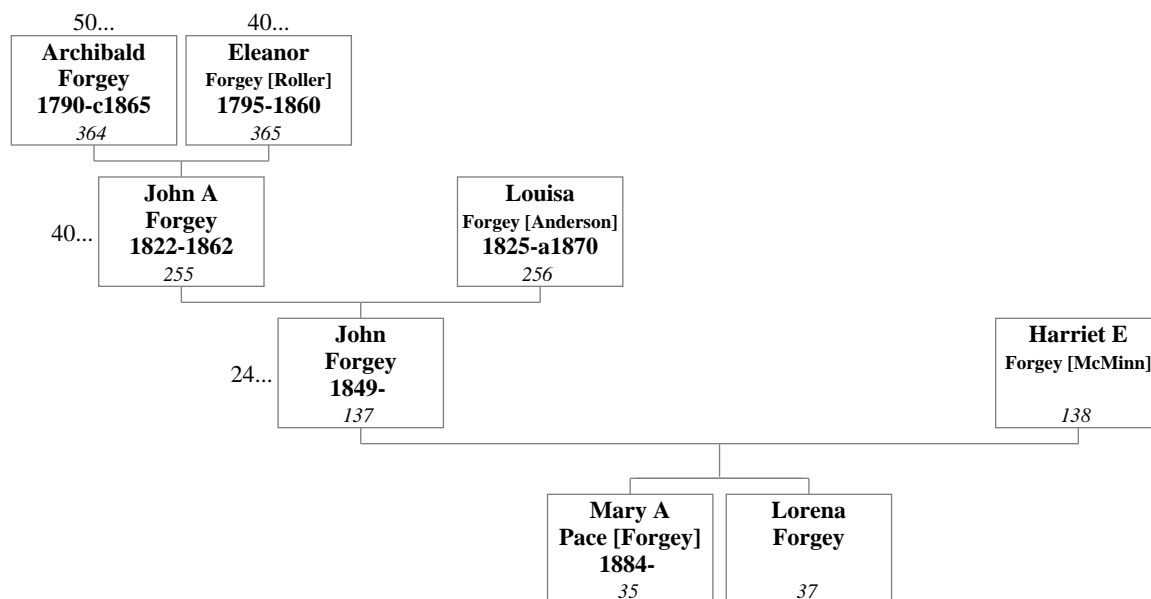 50...
40...
Archibald
Forgey
1790-c1865
364
Eleanor
Forgey [Roller]
1795-1860
365
40...
John A
Forgey
1822-1862
255
Louisa
Forgey [Anderson]
1825-a1870
256
24...
John
Forgey
1849-
137
Harriet E
Forgey [McMinn]
138
Mary A
Pace [Forgey]
1884-
35
Lorena
Forgey
37